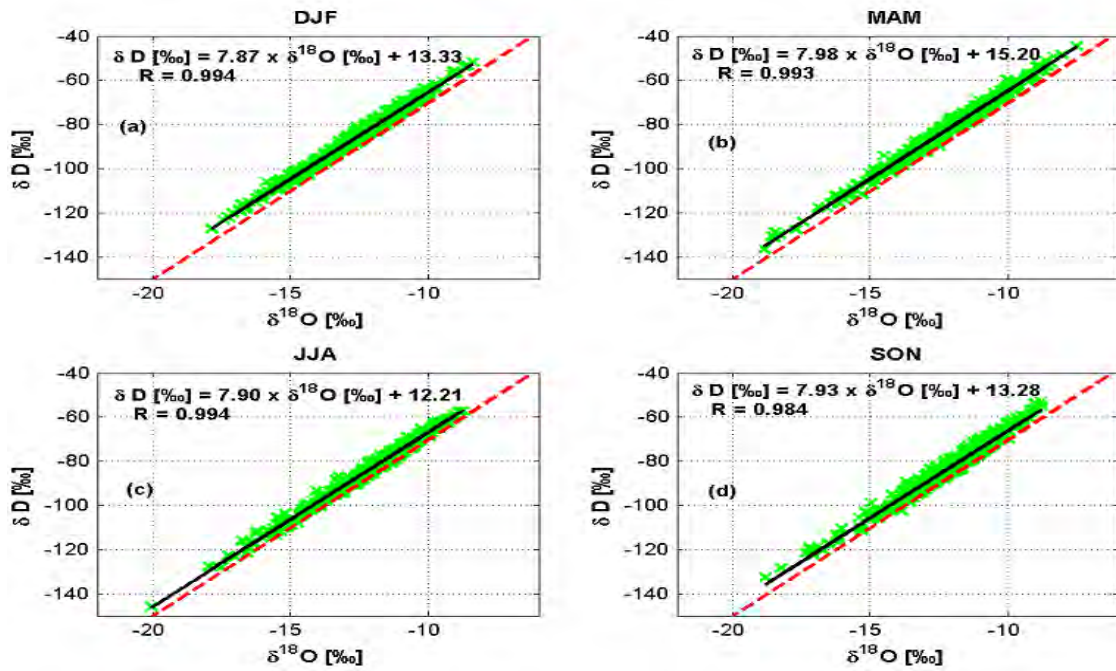 DJF
δ D [‰] = 7.87 x δ¹⁸O [‰] + 13.33
R = 0.994
(a)
-40
-60
-80
-100
-120
-140
δ D [‰]
-20 -15 -10
δ¹⁸O [‰]
MAM
δ D [‰] = 7.98 x δ¹⁸O [‰] + 15.20
R = 0.993
(b)
-40
-60
-80
-100
-120
-140
δ D [‰]
-20 -15 -10
δ¹⁸O [‰]
JJA
δ D [‰] = 7.90 x δ¹⁸O [‰] + 12.21
R = 0.994
(c)
-40
-60
-80
-100
-120
-140
δ D [‰]
-20 -15 -10
δ¹⁸O [‰]
SON
δ D [‰] = 7.93 x δ¹⁸O [‰] + 13.28
R = 0.984
(d)
-40
-60
-80
-100
-120
-140
δ D [‰]
-20 -15 -10
δ¹⁸O [‰]